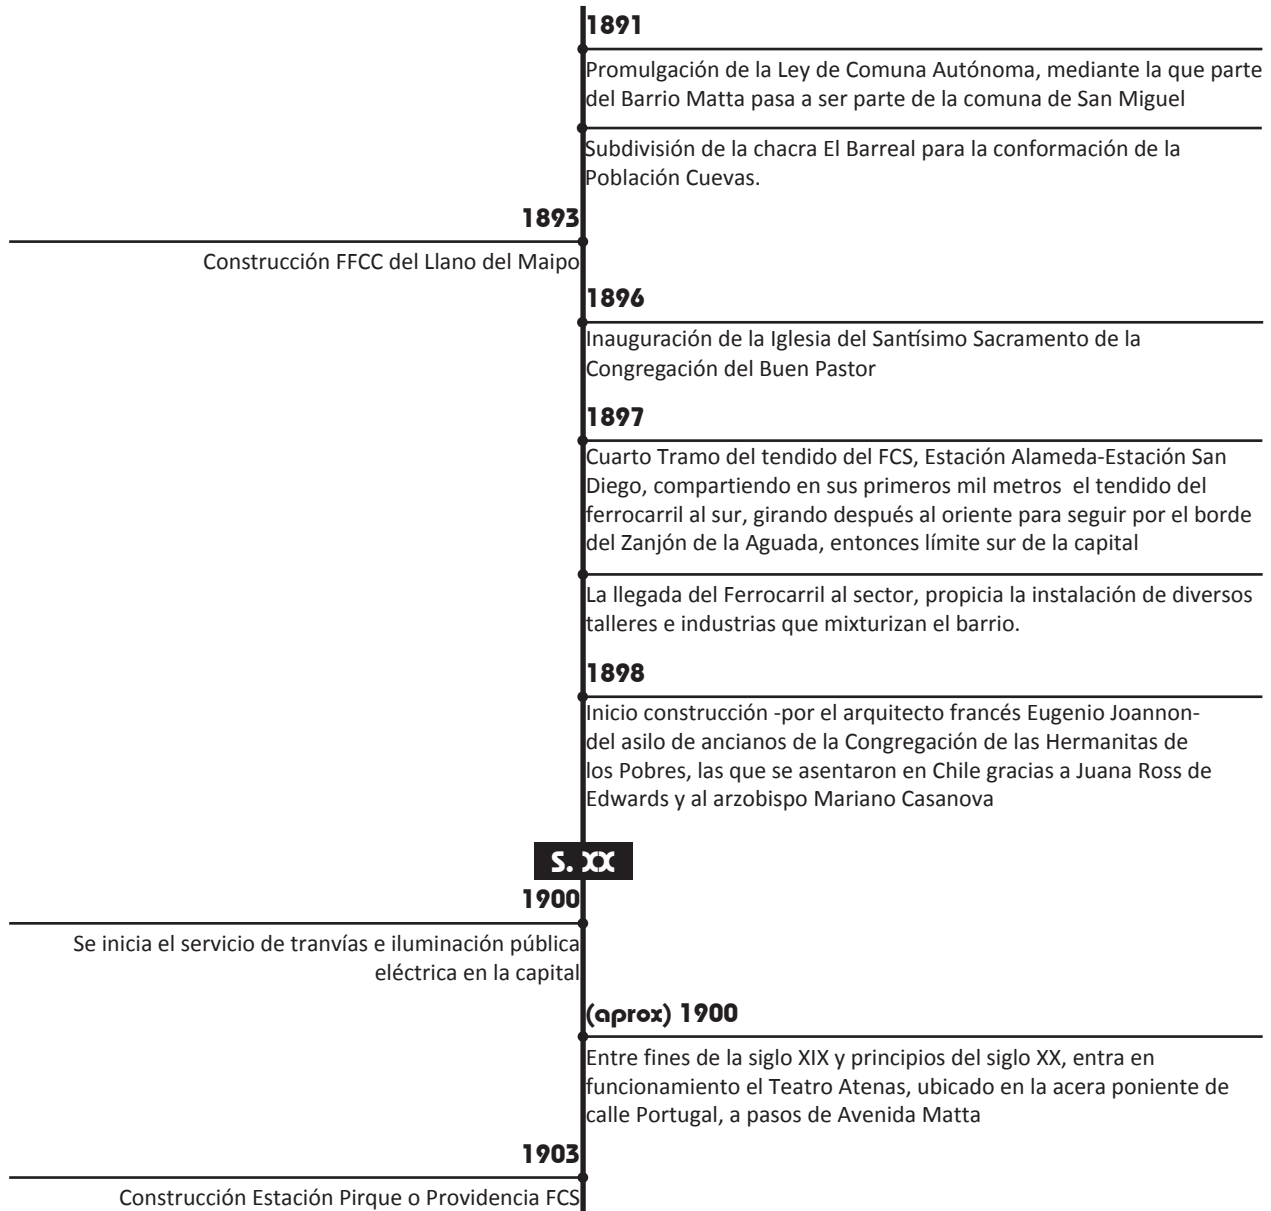 1891
Promulgación de la Ley de Comuna Autónoma, mediante la que parte
del Barrio Matta pasa a ser parte de la comuna de San Miguel
Subdivisión de la chacra El Barreal para la conformación de la
Población Cuevas.
1893
Construcción FFCC del Llano del Maipo
1896
Inauguración de la Iglesia del Santísimo Sacramento de la
Congregación del Buen Pastor
1897
Cuarto Tramo del tendido del FCS, Estación Alameda-Estación San
Diego, compartiendo en sus primeros mil metros  el tendido del
ferrocarril al sur, girando después al oriente para seguir por el borde
del Zanjón de la Aguada, entonces límite sur de la capital
La llegada del Ferrocarril al sector, propicia la instalación de diversos
talleres e industrias que mixturizan el barrio.
1898
Inicio construcción -por el arquitecto francés Eugenio Joannon-
del asilo de ancianos de la Congregación de las Hermanitas de
los Pobres, las que se asentaron en Chile gracias a Juana Ross de
Edwards y al arzobispo Mariano Casanova
S. XX
1900
Se inicia el servicio de tranvías e iluminación pública
eléctrica en la capital
(aprox) 1900
Entre fines de la siglo XIX y principios del siglo XX, entra en
funcionamiento el Teatro Atenas, ubicado en la acera poniente de
calle Portugal, a pasos de Avenida Matta
1903
Construcción Estación Pirque o Providencia FCS